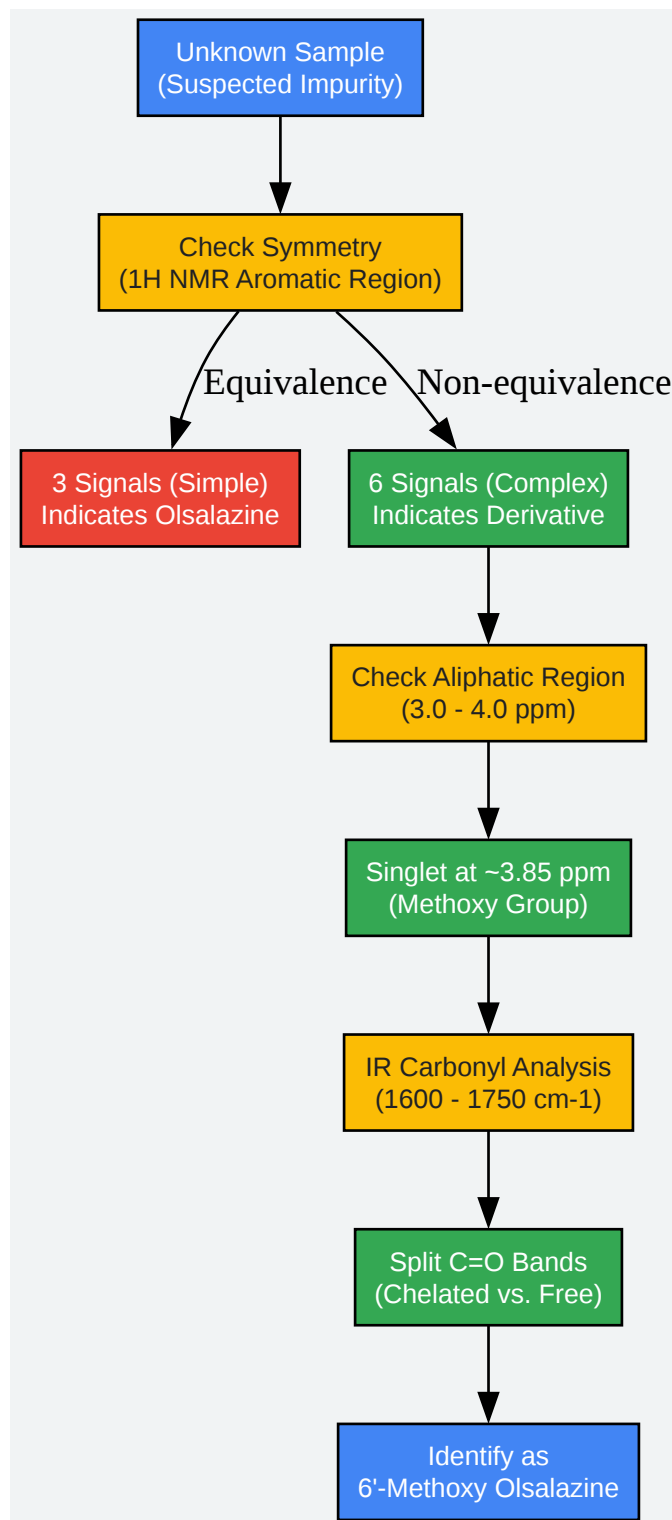 Unknown Sample
(Suspected Impurity)
Check Symmetry
(1H NMR Aromatic Region)
Equivalence
Non-equivalence
3 Signals (Simple)
Indicates Olsalazine
6 Signals (Complex)
Indicates Derivative
Check Aliphatic Region
(3.0 - 4.0 ppm)
Singlet at ~3.85 ppm
(Methoxy Group)
IR Carbonyl Analysis
(1600 - 1750 cm-1)
Split C=O Bands
(Chelated vs. Free)
Identify as
6'-Methoxy Olsalazine